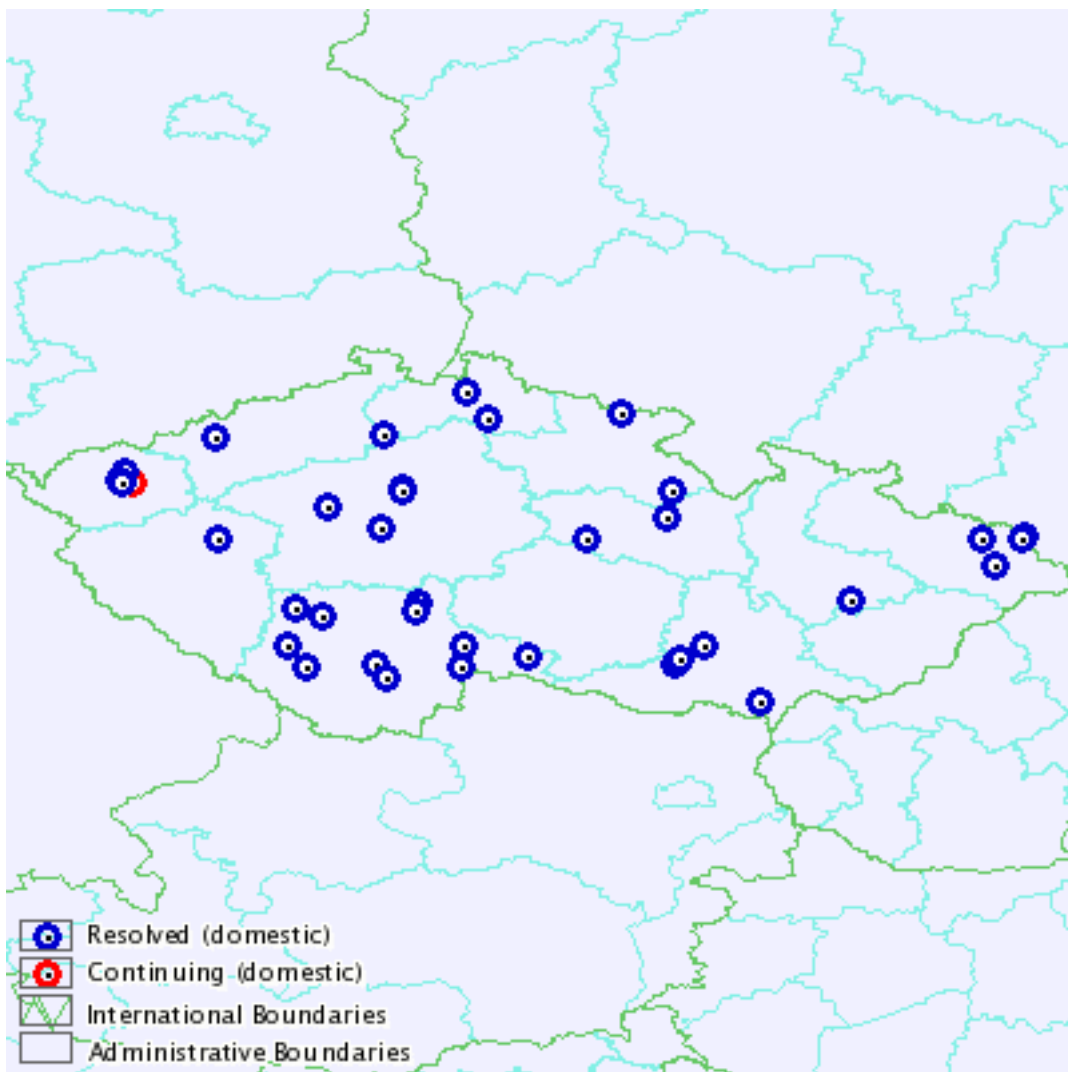 Resolved (domestic)
Continuing (domestic)
International Boundaries
Administrative Boundaries